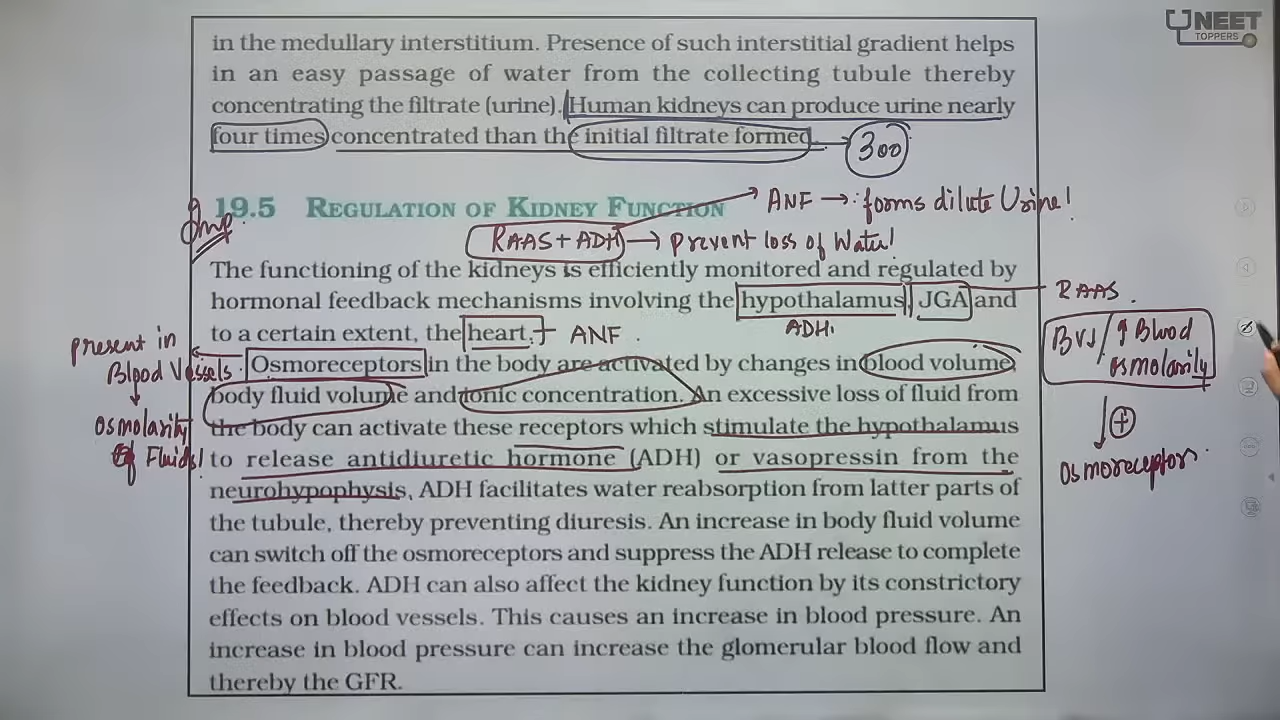 NEET
TOPPERS
in the medullary interstitium. Presence of such interstitial gradient helps
in an easy passage of water from the collecting tubule thereby
concentrating the filtrate (urine). Human kidneys can produce urine nearly
four times concentrated than the initial filtrate formed.
300
Imp.
19.5 REGULATION OF KIDNEY FUNCTION
ANF → forms dilute Urine!
RAAS + ADH → prevent loss of Water!
The functioning of the kidneys is efficiently monitored and regulated by
hormonal feedback mechanisms involving the hypothalamus, JGA and
RAAS.
ADH.
to a certain extent, the heart.
ANF.
Osmoreceptors in the body are activated by changes in blood volume,
body fluid volume and ionic concentration. An excessive loss of fluid from
the body can activate these receptors which stimulate the hypothalamus
to release antidiuretic hormone (ADH) or vasopressin from the
neurohypophysis. ADH facilitates water reabsorption from latter parts of
the tubule, thereby preventing diuresis. An increase in body fluid volume
can switch off the osmoreceptors and suppress the ADH release to complete
the feedback. ADH can also affect the kidney function by its constrictory
effects on blood vessels. This causes an increase in blood pressure. An
increase in blood pressure can increase the glomerular blood flow and
thereby the GFR.
present in
Blood Vessels.
↓
Osmolarity
of Fluids!
BV↓/↑ Blood
osmolarity
↓ ⊕
Osmoreceptors.